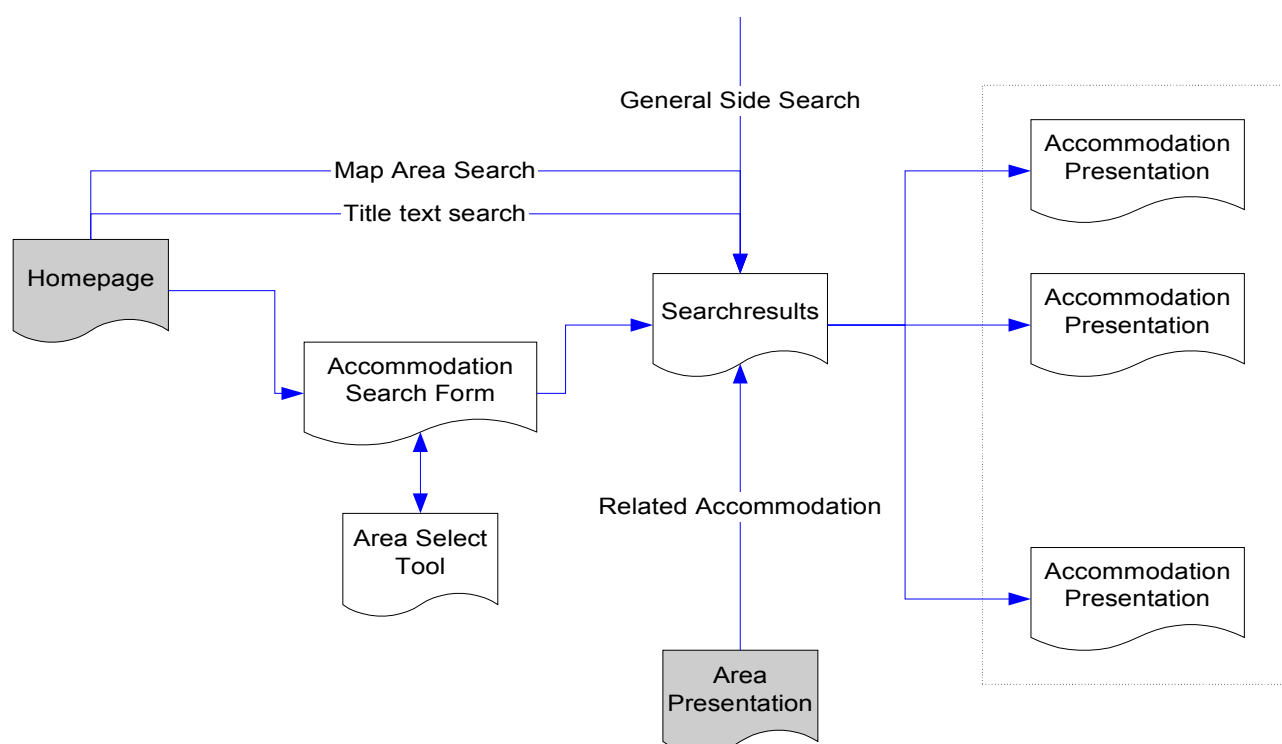 General Side Search
Map Area Search
Title text search
Homepage
Accommodation
Search Form
Area Select
Tool
Searchresults
Related Accommodation
Area
Presentation
Accommodation
Presentation
Accommodation
Presentation
Accommodation
Presentation